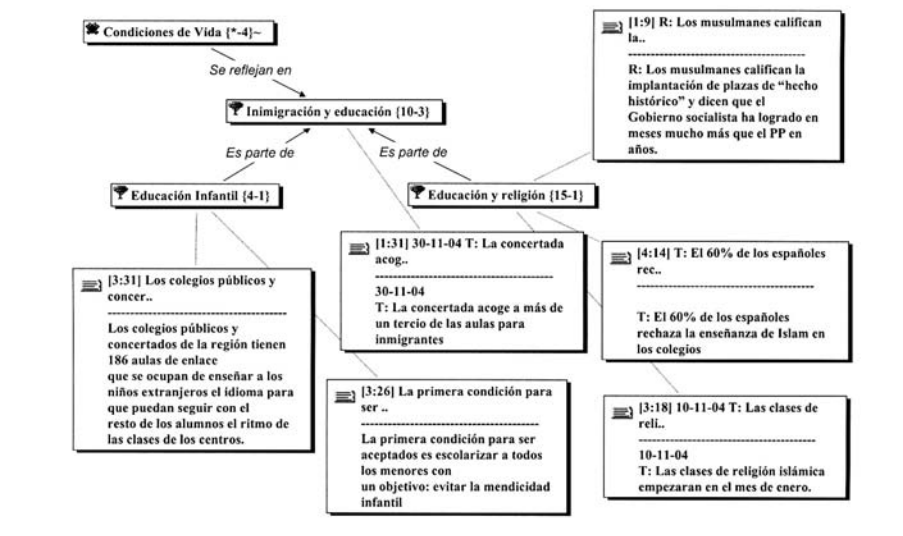 Condiciones de Vida {*-4}~
Se reflejan en
Inimigración y educación {10-3}
Es parte de
Es parte de
Educación Infantil {4-1}
Educación y religión {15-1}
[1:9] R: Los musulmanes califican
la..
R: Los musulmanes califican la
implantación de plazas de “hecho
histórico” y dicen que el
Gobierno socialista ha logrado en
meses mucho más que el PP en
años.
[3:31] Los colegios públicos y
concer..
Los colegios públicos y
concertados de la región tienen
186 aulas de enlace
que se ocupan de enseñar a los
niños extranjeros el idioma para
que puedan seguir con el
resto de los alumnos el ritmo de
las clases de los centros.
[1:31] 30-11-04 T: La concertada
acog..
30-11-04
T: La concertada acoge a más de
un tercio de las aulas para
inmigrantes
[4:14] T: El 60% de los españoles
rec..
T: El 60% de los españoles
rechaza la enseñanza de Islam en
los colegios
[3:26] La primera condición para
ser ..
La primera condición para ser
aceptados es escolarizar a todos
los menores con
un objetivo: evitar la mendicidad
infantil
[3:18] 10-11-04 T: Las clases de
reli..
10-11-04
T: Las clases de religión islámica
empezaran en el mes de enero.